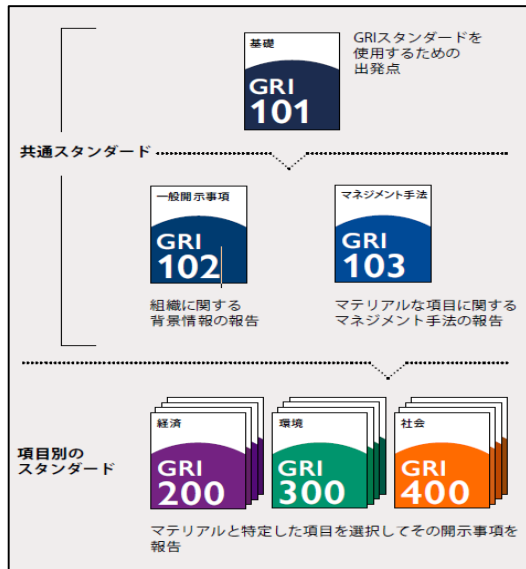 基礎
GRI
101
GRIスタンダードを
使用するための
出発点
共通スタンダード
一般開示事項
GRI
102
組織に関する
背景情報の報告
マネジメント手法
GRI
103
マテリアルな項目に関する
マネジメント手法の報告
項目別の
スタンダード
経済
GRI
200
環境
GRI
300
社会
GRI
400
マテリアルと特定した項目を選択してその開示事項を
報告